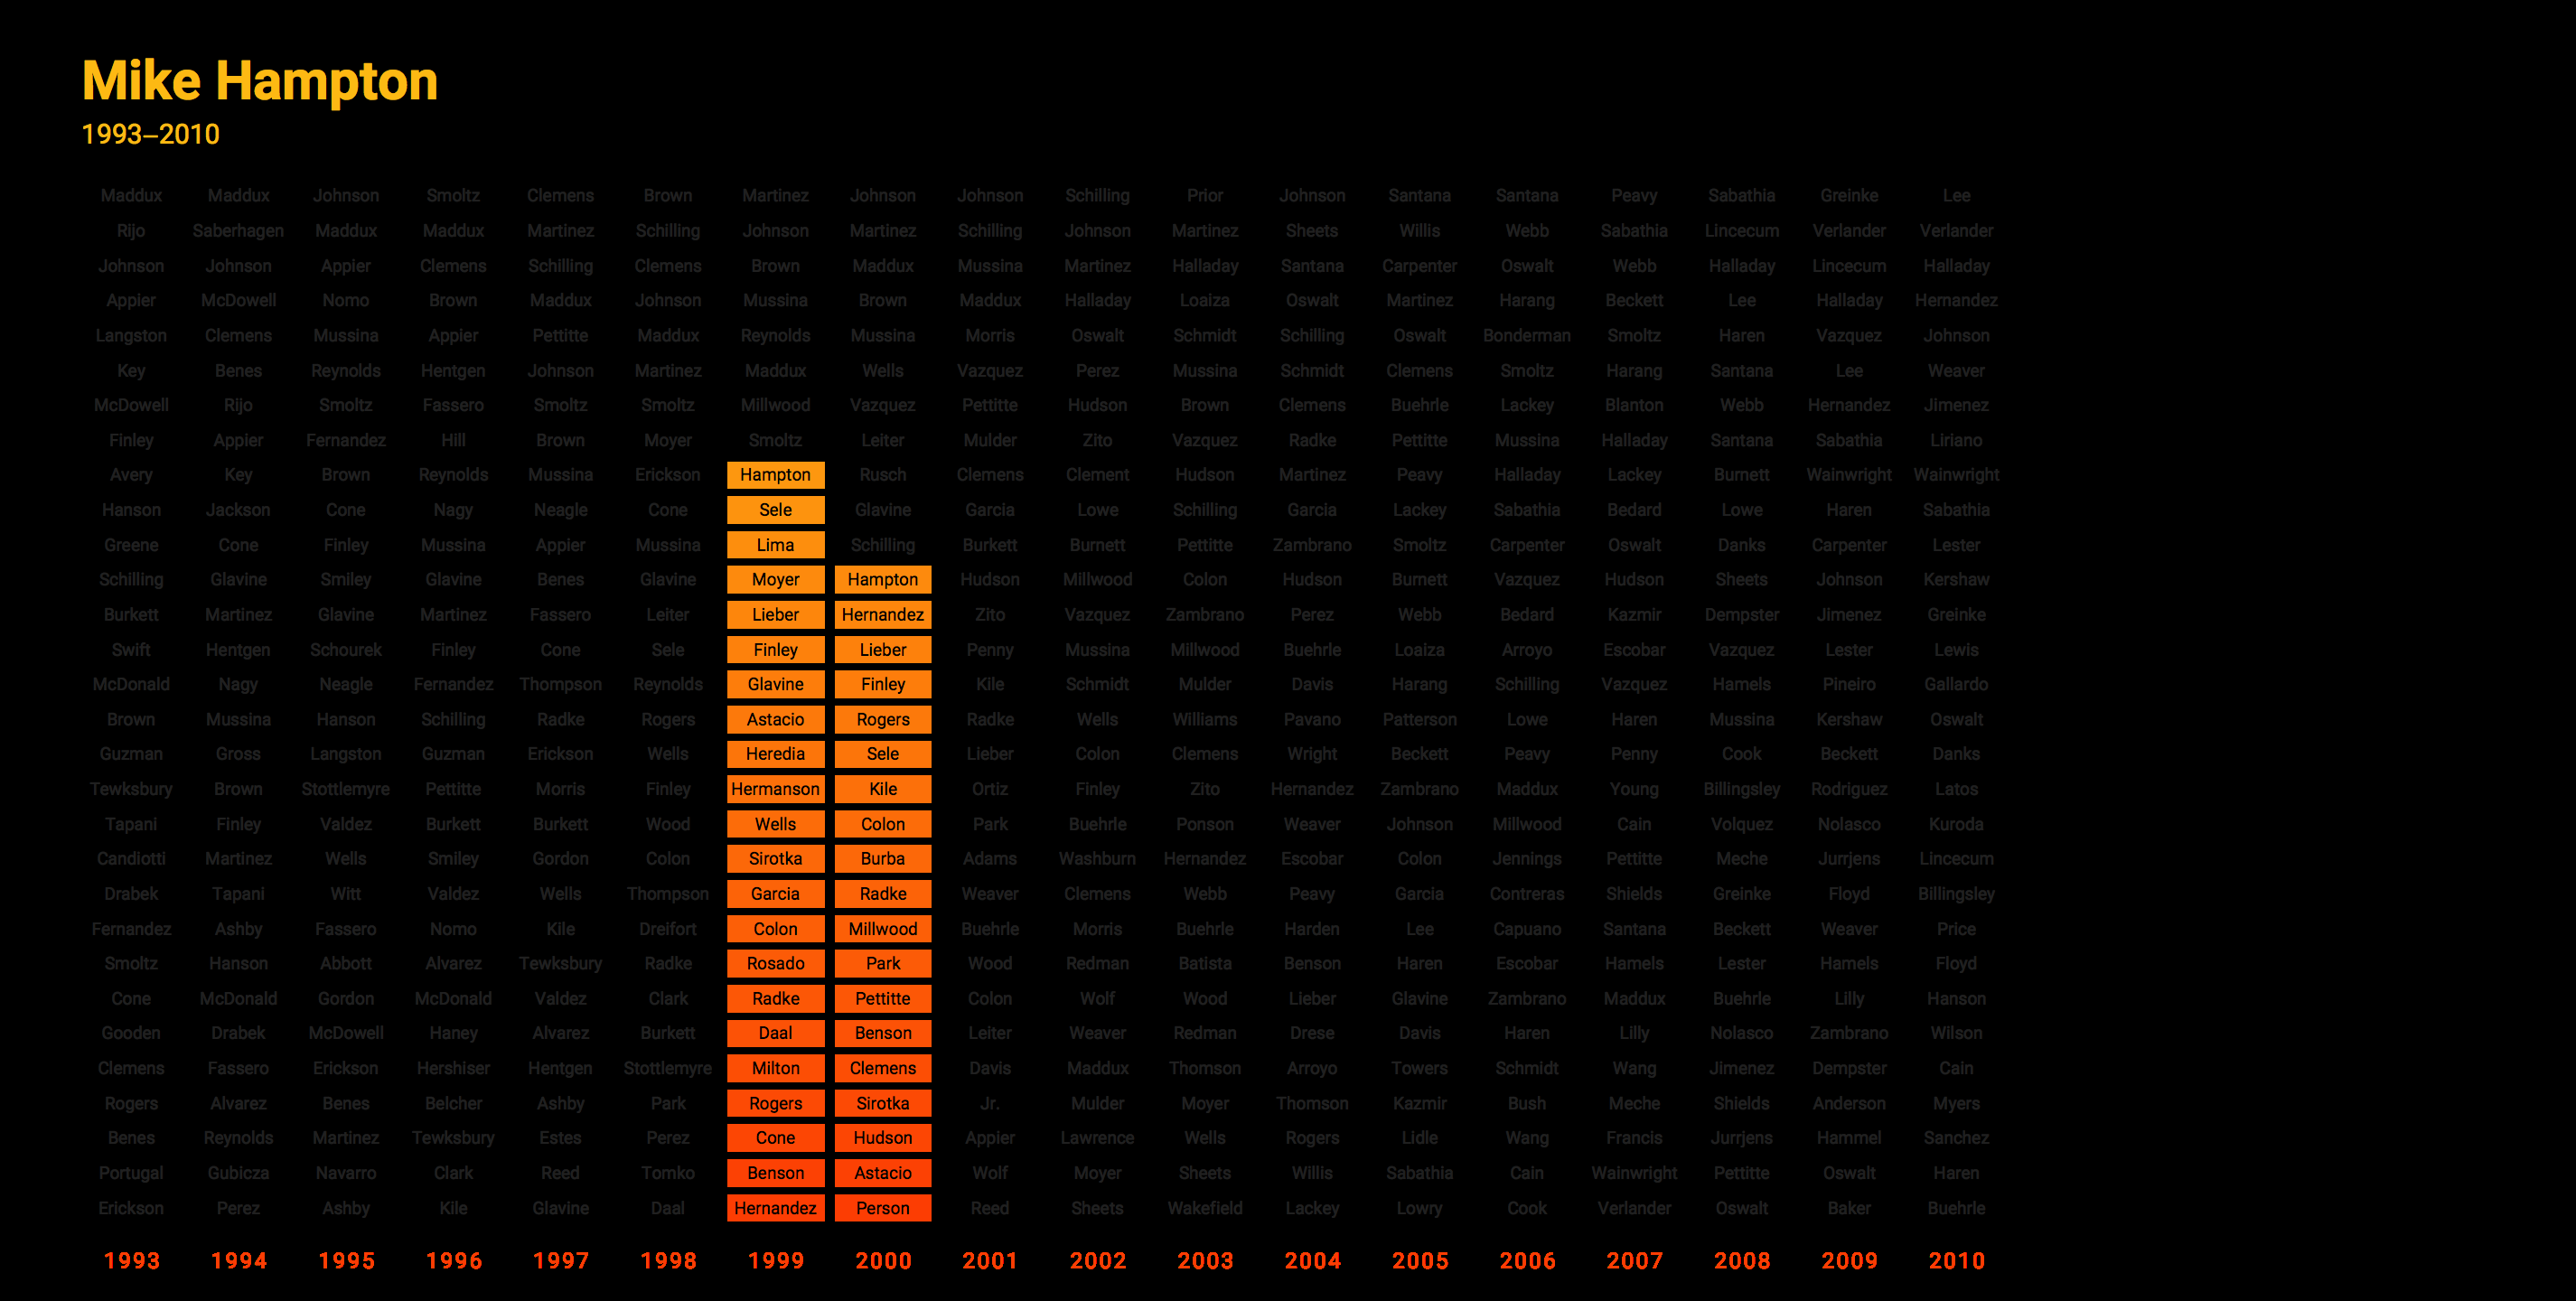 Mike Hampton
1993–2010
Maddux Maddux Johnson Smoltz Clemens Brown Martinez Johnson Johnson Schilling Prior Johnson Santana Santana Peavy Sabathia Greinke Lee
Rijo Saberhagen Maddux Maddux Martinez Schilling Johnson Martinez Schilling Johnson Martinez Sheets Willis Webb Sabathia Lincecum Verlander Verlander
Johnson Johnson Appier Clemens Schilling Clemens Brown Maddux Mussina Martinez Halladay Santana Carpenter Oswalt Webb Halladay Lincecum Halladay
Appier McDowell Nomo Brown Maddux Johnson Mussina Brown Maddux Halladay Loaiza Oswalt Martinez Harang Beckett Lee Halladay Hernandez
Langston Clemens Mussina Appier Pettitte Maddux Reynolds Mussina Morris Oswalt Schmidt Schilling Oswalt Bonderman Smoltz Haren Vazquez Johnson
Key Benes Reynolds Hentgen Johnson Martinez Maddux Wells Vazquez Perez Mussina Schmidt Clemens Smoltz Harang Santana Lee Weaver
McDowell Rijo Smoltz Fassero Smoltz Smoltz Millwood Vazquez Pettitte Hudson Brown Clemens Buehrle Lackey Blanton Webb Hernandez Jimenez
Finley Appier Fernandez Hill Brown Moyer Smoltz Leiter Mulder Zito Vazquez Radke Pettitte Mussina Halladay Santana Sabathia Liriano
Avery Key Brown Reynolds Mussina Erickson Hampton Rusch Clemens Clement Hudson Martinez Peavy Halladay Lackey Burnett Wainwright Wainwright
Hanson Jackson Cone Nagy Neagle Cone Sele Glavine Garcia Lowe Schilling Garcia Lackey Sabathia Bedard Lowe Haren Sabathia
Greene Cone Finley Mussina Appier Mussina Lima Schilling Burkett Burnett Pettitte Zambrano Smoltz Carpenter Oswalt Danks Carpenter Lester
Schilling Glavine Smiley Glavine Benes Glavine Moyer Hampton Hudson Millwood Colon Hudson Burnett Vazquez Hudson Sheets Johnson Kershaw
Burkett Martinez Glavine Martinez Fassero Leiter Lieber Hernandez Zito Vazquez Zambrano Perez Webb Bedard Kazmir Dempster Jimenez Greinke
Swift Hentgen Schourek Finley Cone Sele Finley Lieber Penny Mussina Millwood Buehrle Loaiza Arroyo Escobar Vazquez Lester Lewis
McDonald Nagy Neagle Fernandez Thompson Reynolds Glavine Finley Kile Schmidt Mulder Davis Harang Schilling Vazquez Hamels Pineiro Gallardo
Brown Mussina Hanson Schilling Radke Rogers Astacio Rogers Radke Wells Williams Pavano Patterson Lowe Haren Mussina Kershaw Oswalt
Guzman Gross Langston Guzman Erickson Wells Heredia Sele Lieber Colon Clemens Wright Beckett Peavy Penny Cook Beckett Danks
Tewksbury Brown Stottlemyre Pettitte Morris Finley Hermanson Kile Ortiz Finley Zito Hernandez Zambrano Maddux Young Billingsley Rodriguez Latos
Tapani Finley Valdez Burkett Burkett Wood Wells Colon Park Buehrle Ponson Weaver Johnson Millwood Cain Volquez Nolasco Kuroda
Candiotti Martinez Wells Smiley Gordon Colon Sirotka Burba Adams Washburn Hernandez Escobar Colon Jennings Pettitte Meche Jurrjens Lincecum
Drabek Tapani Witt Valdez Wells Thompson Garcia Radke Weaver Clemens Webb Peavy Garcia Contreras Shields Greinke Floyd Billingsley
Fernandez Ashby Fassero Nomo Kile Dreifort Colon Millwood Buehrle Morris Buehrle Harden Lee Capuano Santana Beckett Weaver Price
Smoltz Hanson Abbott Alvarez Tewksbury Radke Rosado Park Wood Redman Batista Benson Haren Escobar Hamels Lester Hamels Floyd
Cone McDonald Gordon McDonald Valdez Clark Radke Pettitte Colon Wolf Wood Lieber Glavine Zambrano Maddux Buehrle Lilly Hanson
Gooden Drabek McDowell Haney Alvarez Burkett Daal Benson Leiter Weaver Redman Drese Davis Haren Lilly Nolasco Zambrano Wilson
Clemens Fassero Erickson Hershiser Hentgen Stottlemyre Milton Clemens Davis Maddux Thomson Arroyo Towers Schmidt Wang Jimenez Dempster Cain
Rogers Alvarez Benes Belcher Ashby Park Rogers Sirotka Jr. Mulder Moyer Thomson Kazmir Bush Meche Shields Anderson Myers
Benes Reynolds Martinez Tewksbury Estes Perez Cone Hudson Appier Lawrence Wells Rogers Lidle Wang Francis Jurrjens Hammel Sanchez
Portugal Gubicza Navarro Clark Reed Tomko Benson Astacio Wolf Moyer Sheets Willis Sabathia Cain Wainwright Pettitte Oswalt Haren
Erickson Perez Ashby Kile Glavine Daal Hernandez Person Reed Sheets Wakefield Lackey Lowry Cook Verlander Oswalt Baker Buehrle
1993 1994 1995 1996 1997 1998 1999 2000 2001 2002 2003 2004 2005 2006 2007 2008 2009 2010